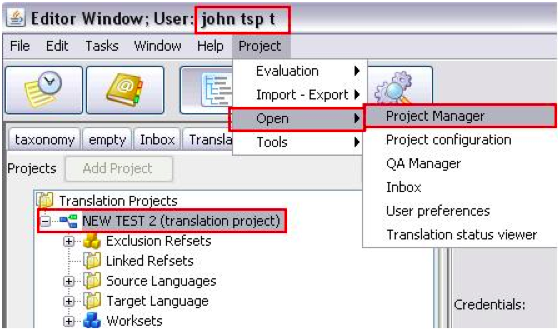 Editor Window; User: john tsp t
File Edit Tasks Window Help Project
Evaluation
Import - Export
Open
Tools
Project Manager
Project configuration
QA Manager
Inbox
User preferences
Translation status viewer
taxonomy empty Inbox Transla
Projects Add Project
Translation Projects
NEW TEST 2 (translation project)
Exclusion Refsets
Linked Refsets
Source Languages
Target Language
Worksets
Credentials: